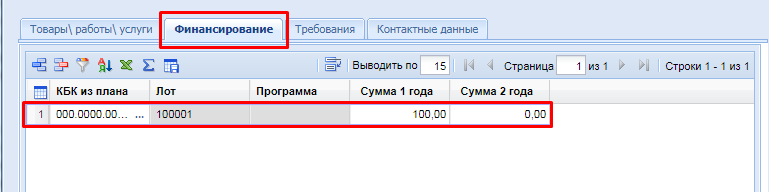 Товары\ работы\ услуги Финансирование Требования Контактные данные
Выводить по 15 Страница 1 из 1 Строки 1 - 1 из 1
КБК из плана Лот Программа Сумма 1 года Сумма 2 года
1 000.0000.00... ... 100001 100,00 0,00